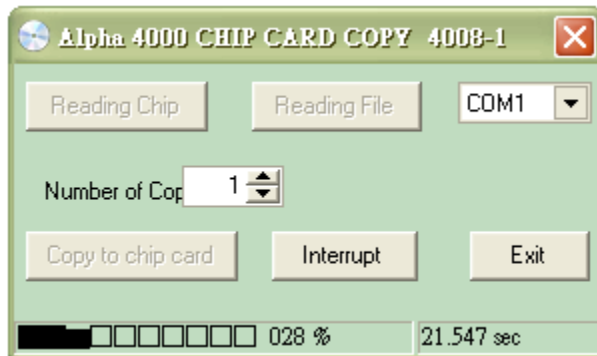 Alpha 4000 CHIP CARD COPY 4008-1
Reading Chip Reading File COM1
Number of Cop 1
Copy to chip card Interrupt Exit
028 % 21.547 sec